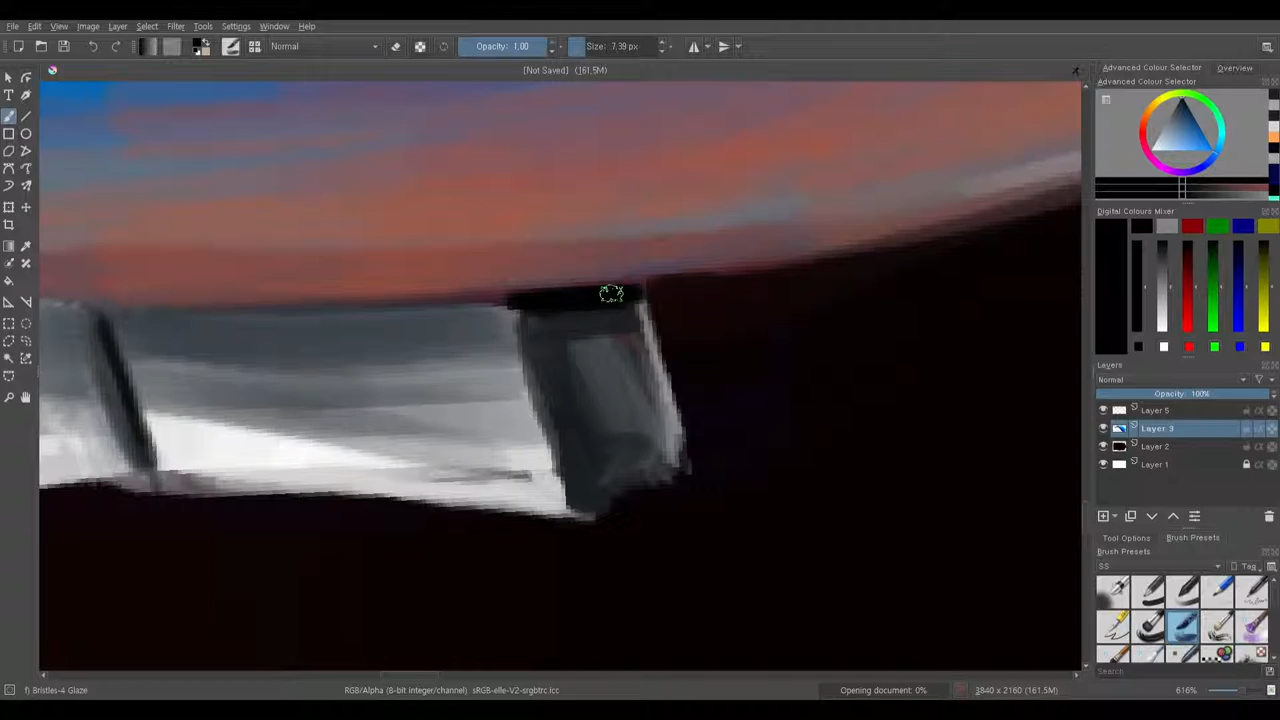 File Edit View Image Layer Select Filter Tools Settings Window Help
Normal
Opacity: 1,00
Size: 7,39 px
[Not Saved] (161,5M)
Advanced Colour Selector
Overview
Advanced Colour Selector
Digital Colours Mixer
Layers
Normal
Opacity: 100%
Layer 5
Layer 3
Layer 2
Layer 1
Tool Options
Brush Presets
Brush Presets
SS
Tag
Search
f) Bristles-4 Glaze
RGB/Alpha (8-bit integer/channel) sRGB-elle-V2-srgbtrc.icc
Opening document: 0%
3840 x 2160 (161.5M)
616%